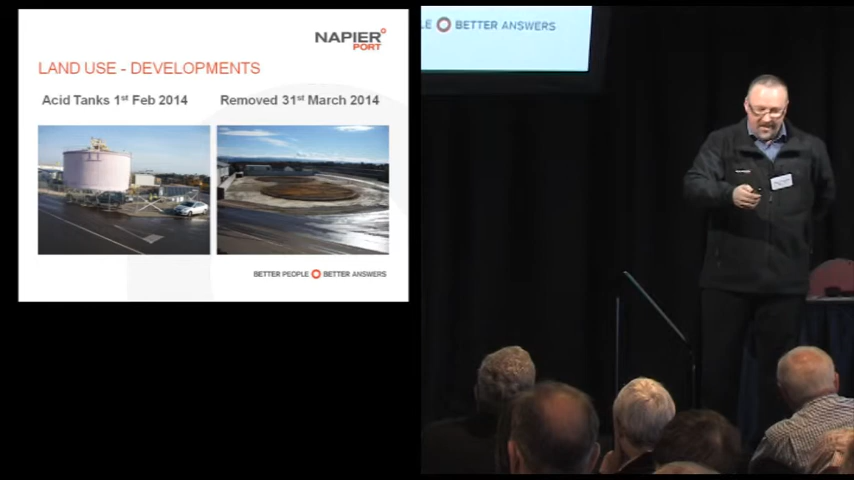 NAPIER
PORT
LAND USE - DEVELOPMENTS
Acid Tanks 1st Feb 2014
Removed 31st March 2014
BETTER PEOPLE BETTER ANSWERS
LE BETTER ANSWERS